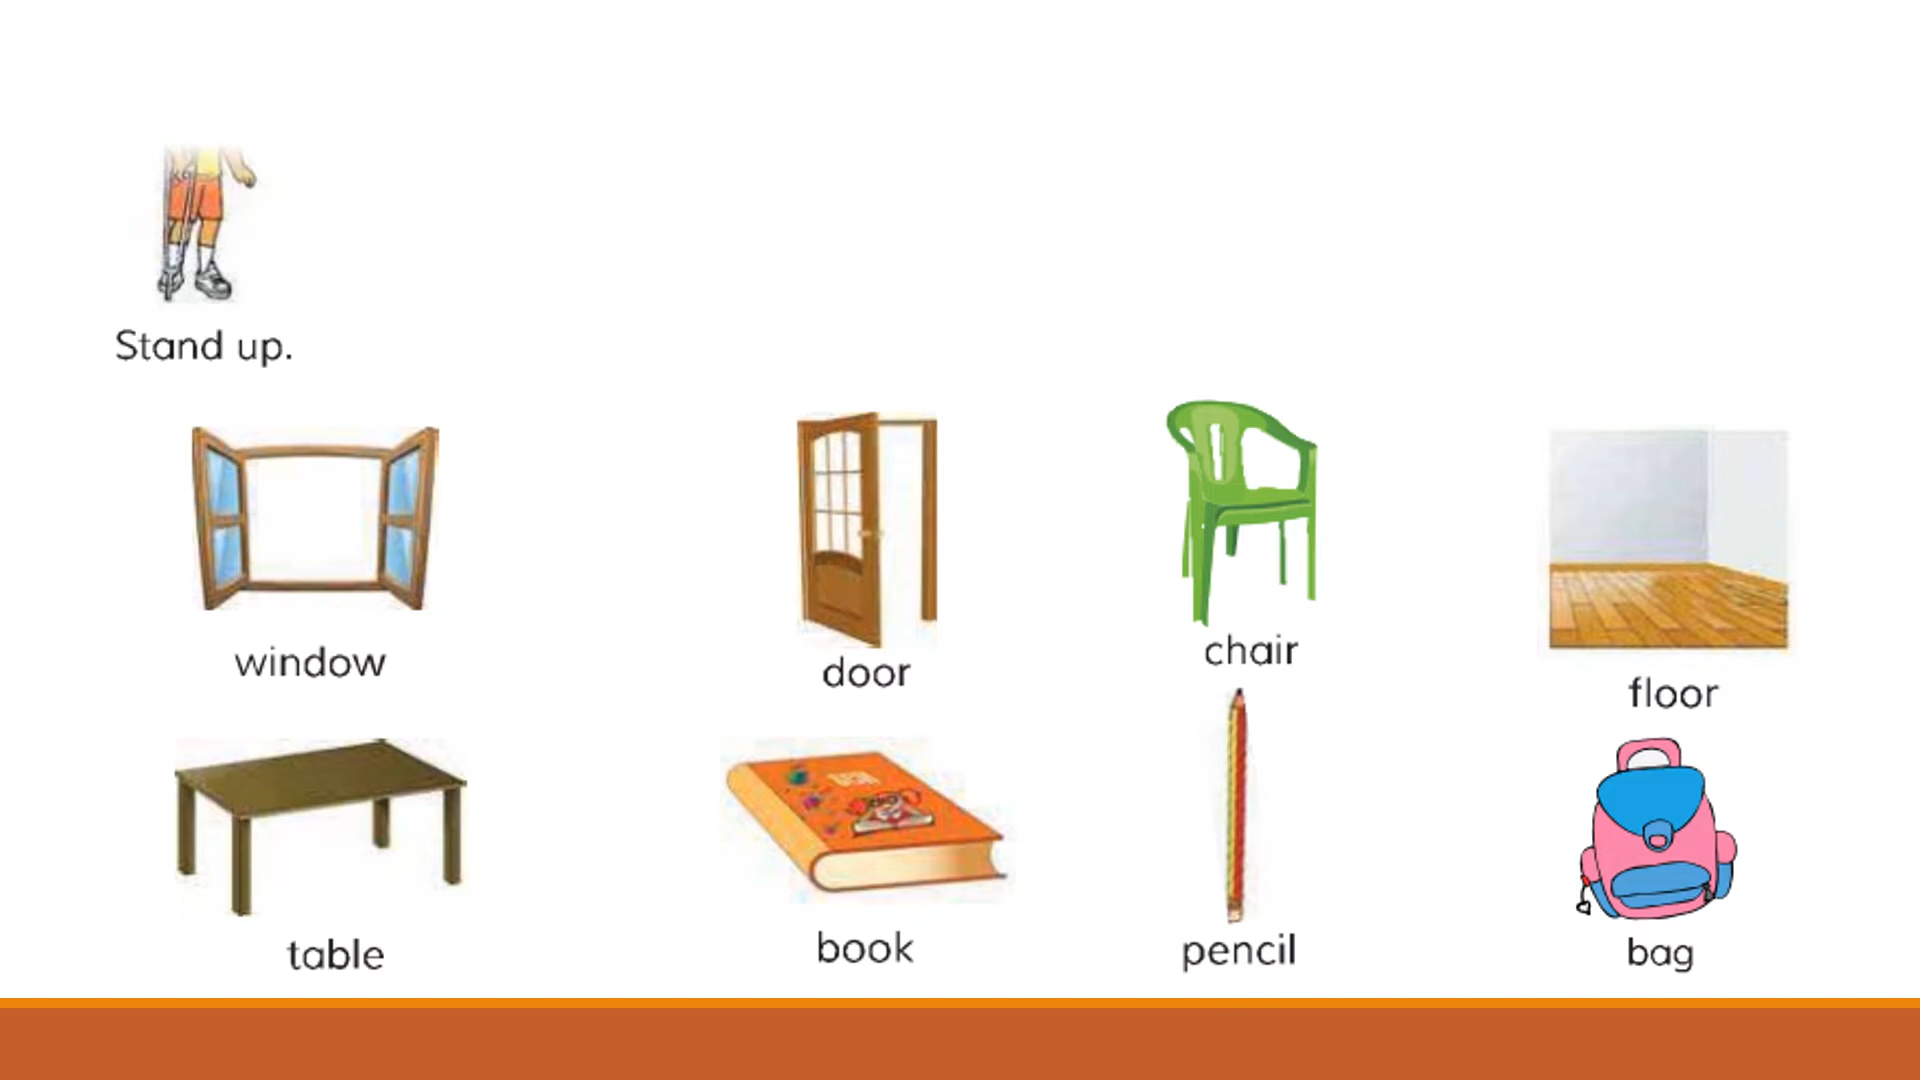 Stand up.
window
door
chair
floor
table
book
pencil
bag